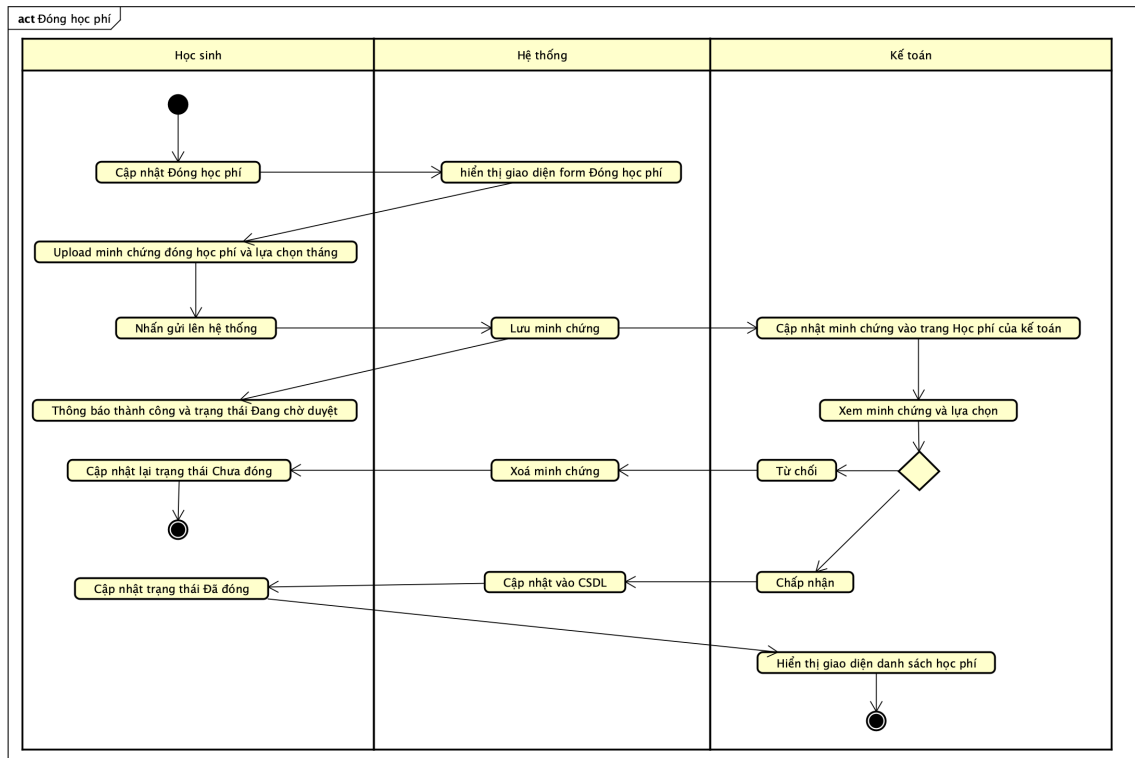 act Đóng học phí
Học sinh
Hệ thống
Kế toán
Cập nhật Đóng học phí
hiển thị giao diện form Đóng học phí
Upload minh chứng đóng học phí và lựa chọn tháng
Nhấn gửi lên hệ thống
Lưu minh chứng
Cập nhật minh chứng vào trang Học phí của kế toán
Thông báo thành công và trạng thái Đang chờ duyệt
Xem minh chứng và lựa chọn
Cập nhật lại trạng thái Chưa đóng
Xoá minh chứng
Từ chối
Cập nhật trạng thái Đã đóng
Cập nhật vào CSDL
Chấp nhận
Hiển thị giao diện danh sách học phí